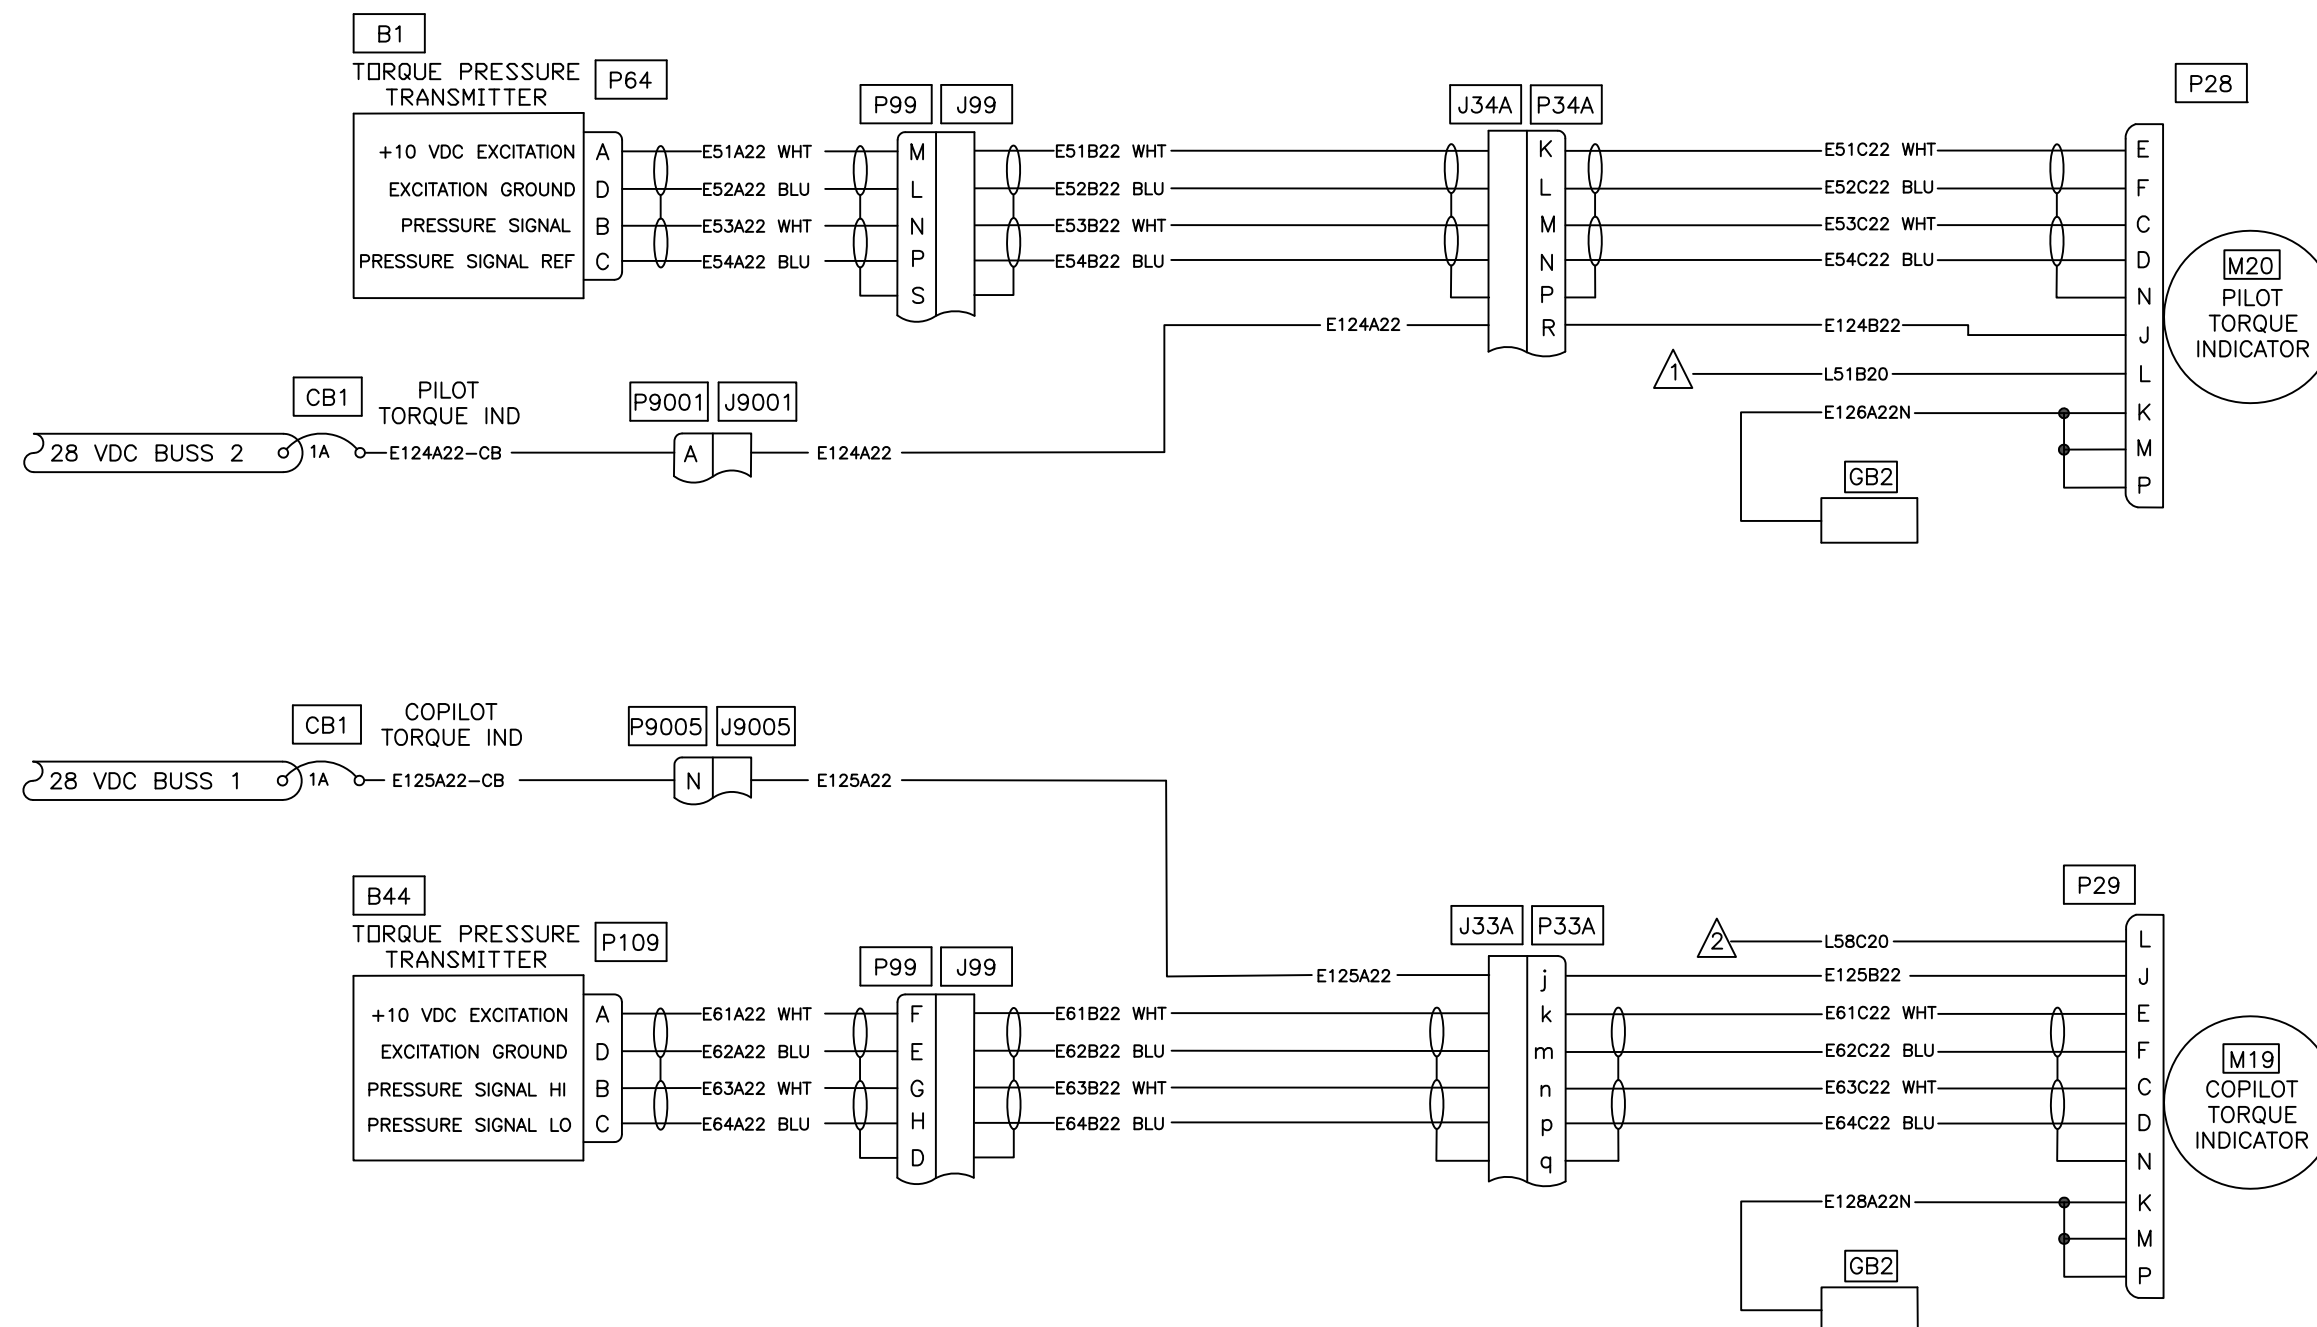 B1
TORQUE PRESSURE
TRANSMITTER
P64
P99
J99
J34A
P34A
P28
+10 VDC EXCITATION A E51A22 WHT M E51B22 WHT K E51C22 WHT E
EXCITATION GROUND D E52A22 BLU L E52B22 BLU L E52C22 BLU F
PRESSURE SIGNAL B E53A22 WHT N E53B22 WHT M E53C22 WHT C
PRESSURE SIGNAL REF C E54A22 BLU P E54B22 BLU N E54C22 BLU D
S P N
E124A22 R E124B22 J
1 L51B20 L
E126A22N K
M
P
GB2
M20
PILOT
TORQUE
INDICATOR
CB1
PILOT
TORQUE IND
P9001
J9001
28 VDC BUSS 2 1A E124A22-CB A E124A22
CB1
COPILOT
TORQUE IND
P9005
J9005
28 VDC BUSS 1 1A E125A22-CB N E125A22
B44
TORQUE PRESSURE
TRANSMITTER
P109
P99
J99
J33A
P33A
P29
2 L58C20 L
E125A22 j E125B22 J
+10 VDC EXCITATION A E61A22 WHT F E61B22 WHT k E61C22 WHT E
EXCITATION GROUND D E62A22 BLU E E62B22 BLU m E62C22 BLU F
PRESSURE SIGNAL HI B E63A22 WHT G E63B22 WHT n E63C22 WHT C
PRESSURE SIGNAL LO C E64A22 BLU H E64B22 BLU p E64C22 BLU D
D q N
E128A22N K
M
P
GB2
M19
COPILOT
TORQUE
INDICATOR